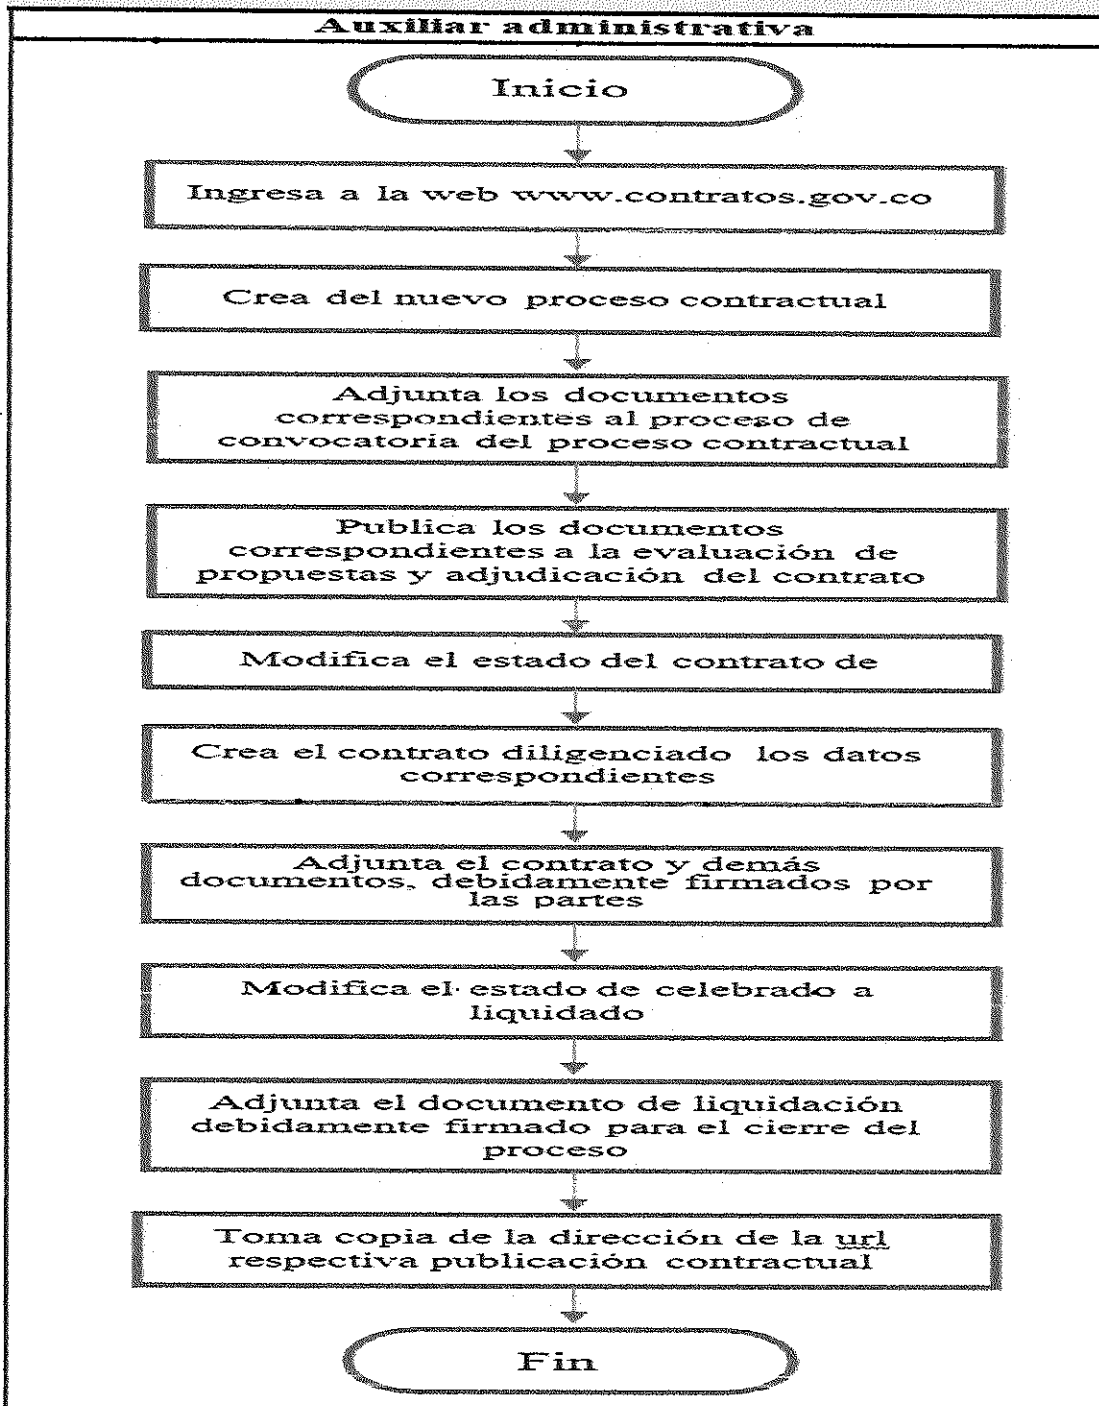 Auxiliar administrativa
Inicio
Ingresa a la web www.contratos.gov.co
Crea del nuevo proceso contractual
Adjunta los documentos
correspondientes al proceso de
convocatoria del proceso contractual
Publica los documentos
correspondientes a la evaluación de
propuestas y adjudicación del contrato
Modifica el estado del contrato de
Crea el contrato diligenciado los datos
correspondientes
Adjunta el contrato y demás
documentos, debidamente firmados por
las partes
Modifica el estado de celebrado a
liquidado
Adjunta el documento de liquidación
debidamente firmado para el cierre del
proceso
Toma copia de la dirección de la url
respectiva publicación contractual
Fin